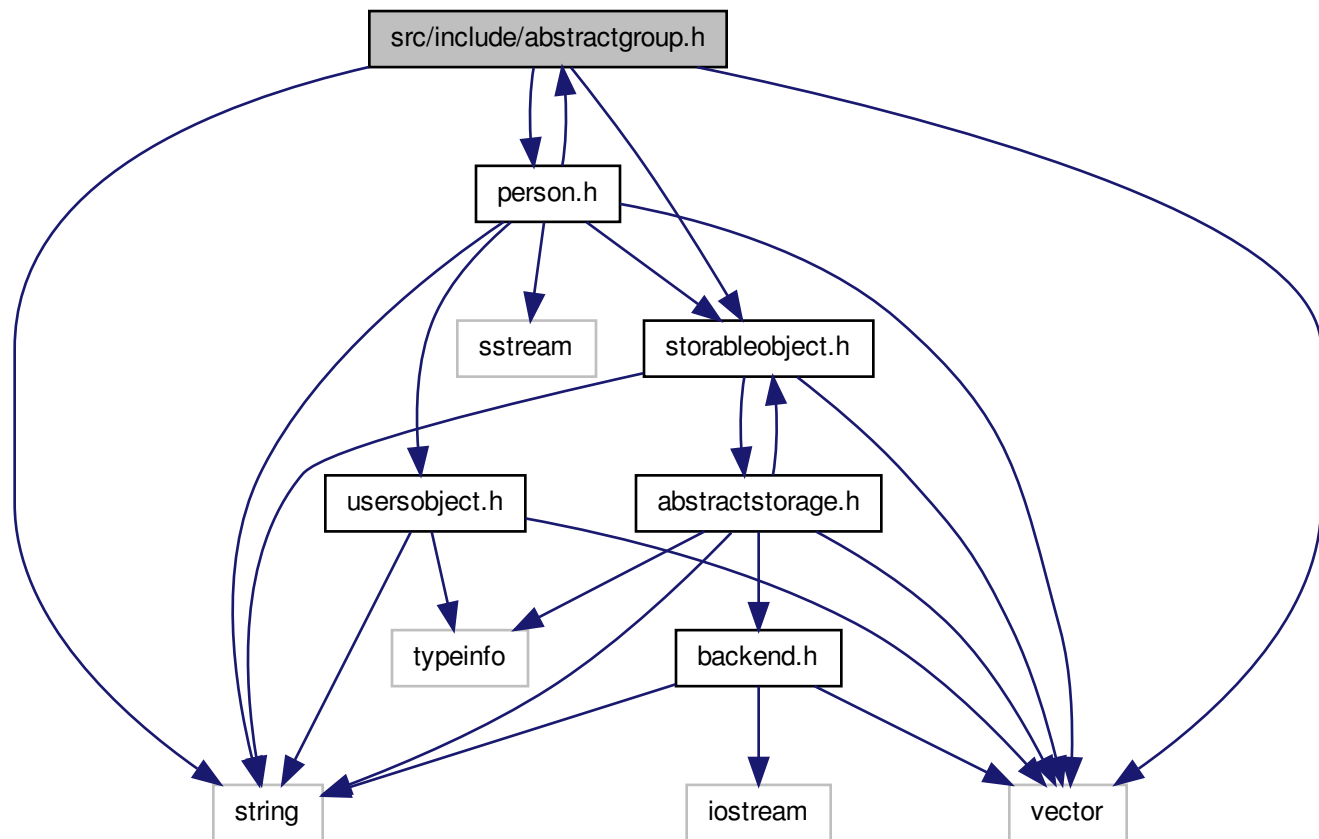 src/include/abstractgroup.h
person.h
sstream
storableobject.h
usersobject.h
abstractstorage.h
typeinfo
backend.h
string
iostream
vector